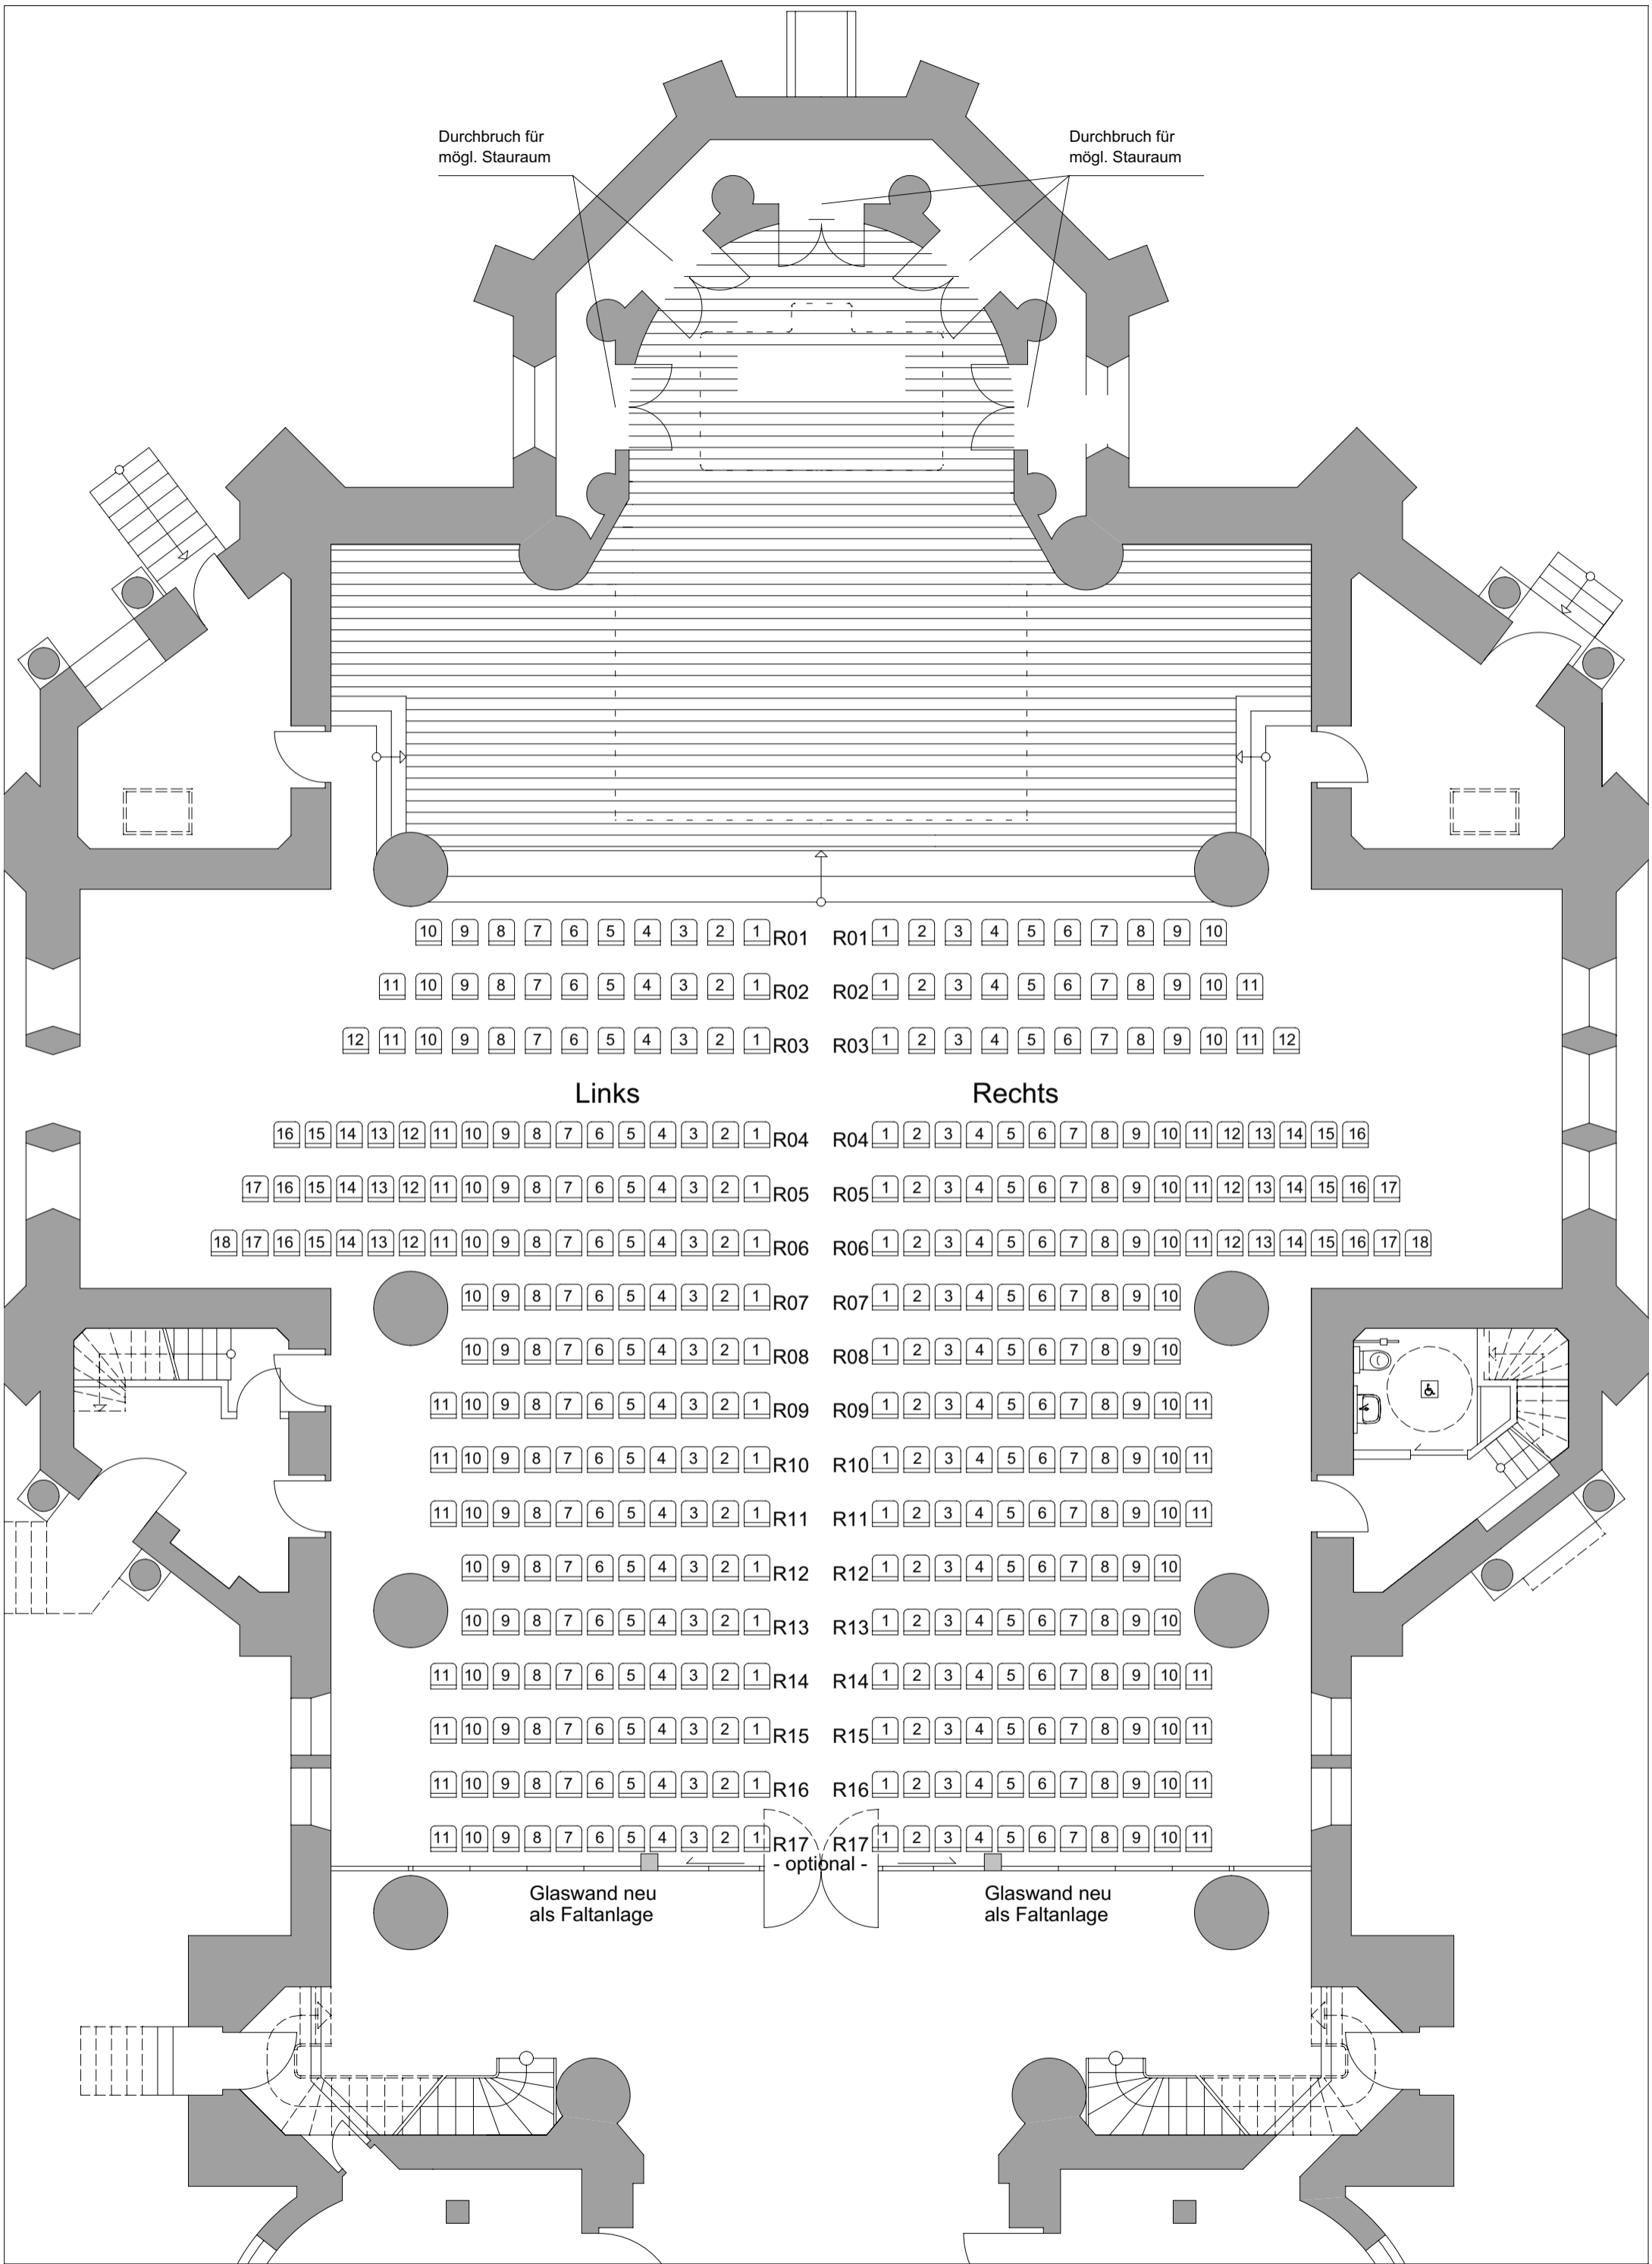 Durchbruch für
mögl. Stauraum
Durchbruch für
mögl. Stauraum
10 9 8 7 6 5 4 3 2 1 R01 R01 1 2 3 4 5 6 7 8 9 10
11 10 9 8 7 6 5 4 3 2 1 R02 R02 1 2 3 4 5 6 7 8 9 10 11
12 11 10 9 8 7 6 5 4 3 2 1 R03 R03 1 2 3 4 5 6 7 8 9 10 11 12
Links Rechts
16 15 14 13 12 11 10 9 8 7 6 5 4 3 2 1 R04 R04 1 2 3 4 5 6 7 8 9 10 11 12 13 14 15 16
17 16 15 14 13 12 11 10 9 8 7 6 5 4 3 2 1 R05 R05 1 2 3 4 5 6 7 8 9 10 11 12 13 14 15 16 17
18 17 16 15 14 13 12 11 10 9 8 7 6 5 4 3 2 1 R06 R06 1 2 3 4 5 6 7 8 9 10 11 12 13 14 15 16 17 18
10 9 8 7 6 5 4 3 2 1 R07 R07 1 2 3 4 5 6 7 8 9 10
10 9 8 7 6 5 4 3 2 1 R08 R08 1 2 3 4 5 6 7 8 9 10
11 10 9 8 7 6 5 4 3 2 1 R09 R09 1 2 3 4 5 6 7 8 9 10 11
11 10 9 8 7 6 5 4 3 2 1 R10 R10 1 2 3 4 5 6 7 8 9 10 11
11 10 9 8 7 6 5 4 3 2 1 R11 R11 1 2 3 4 5 6 7 8 9 10 11
10 9 8 7 6 5 4 3 2 1 R12 R12 1 2 3 4 5 6 7 8 9 10
10 9 8 7 6 5 4 3 2 1 R13 R13 1 2 3 4 5 6 7 8 9 10
11 10 9 8 7 6 5 4 3 2 1 R14 R14 1 2 3 4 5 6 7 8 9 10 11
11 10 9 8 7 6 5 4 3 2 1 R15 R15 1 2 3 4 5 6 7 8 9 10 11
11 10 9 8 7 6 5 4 3 2 1 R16 R16 1 2 3 4 5 6 7 8 9 10 11
11 10 9 8 7 6 5 4 3 2 1 R17 R17 1 2 3 4 5 6 7 8 9 10 11
- optional -
Glaswand neu
als Faltanlage
Glaswand neu
als Faltanlage